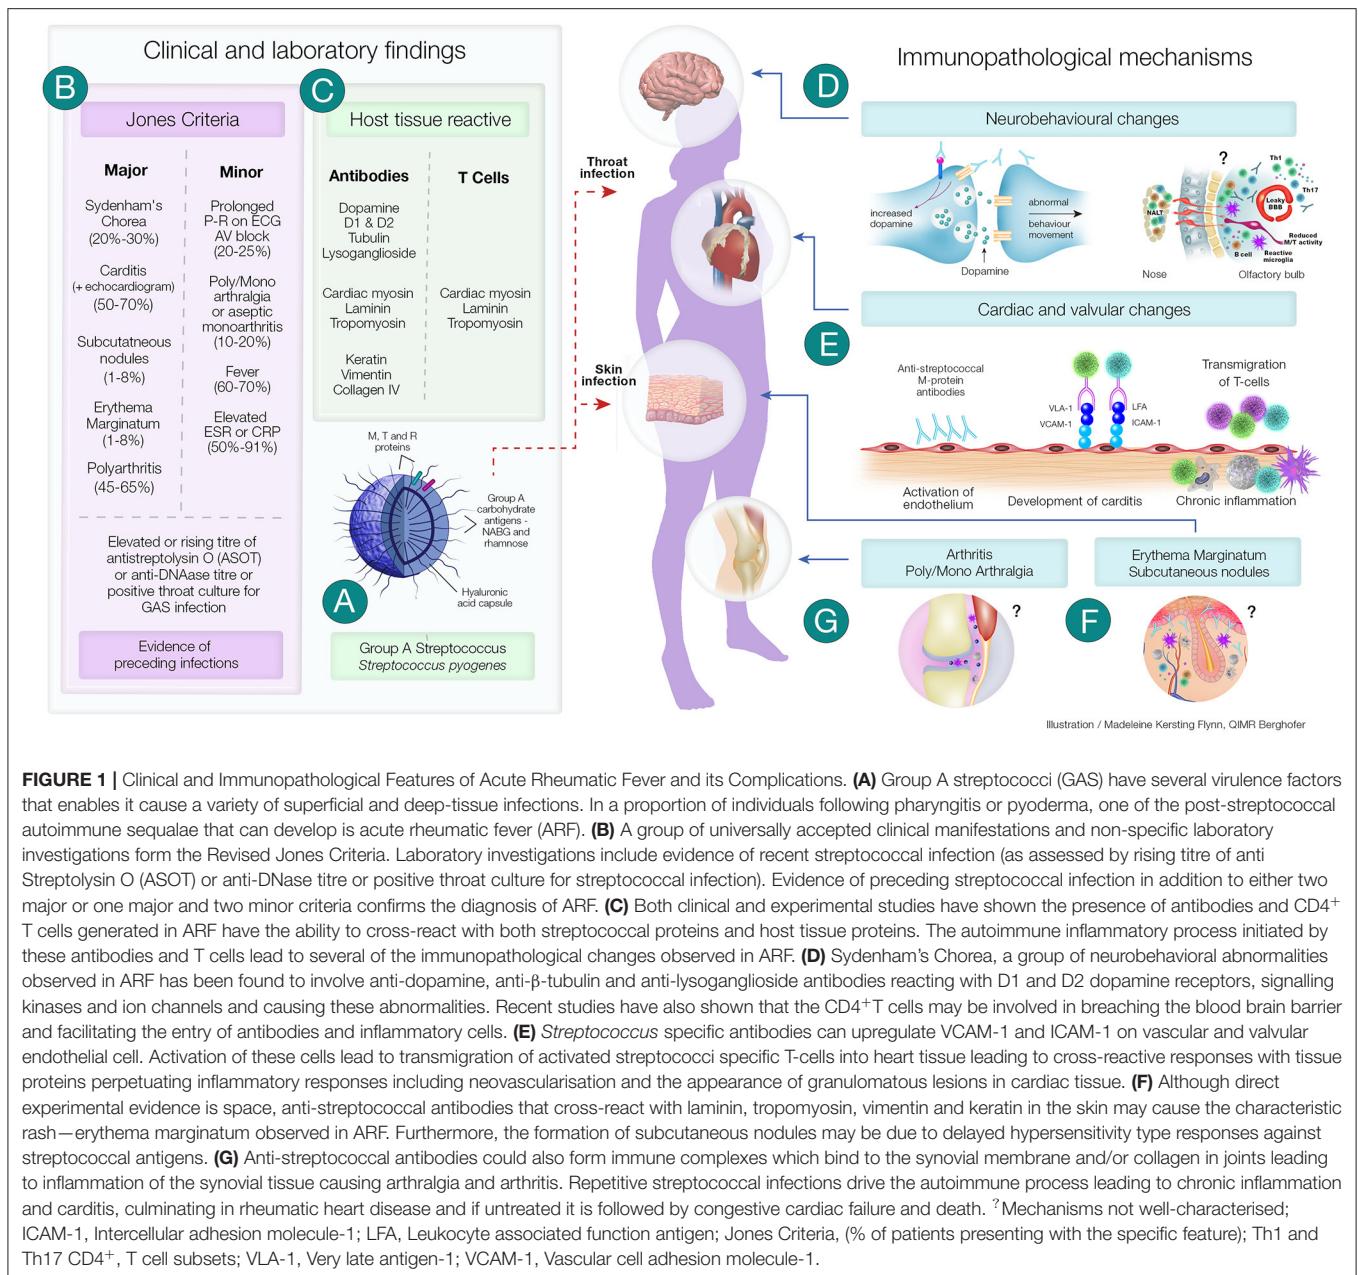 Clinical and laboratory findings
B
Jones Criteria
Major
Sydenham's
Chorea
(20%-30%)
Carditis
(+ echocardiogram)
(50-70%)
Subcutatneous
nodules
(1-8%)
Erythema
Marginatum
(1-8%)
Polyarthritis
(45-65%)
Minor
Prolonged
P-R on ECG
AV block
(20-25%)
Poly/Mono
arthralgia
or aseptic
monoarthritis
(10-20%)
Fever
(60-70%)
Elevated
ESR or CRP
(50%-91%)
Elevated or rising titre of
antistreptolysin O (ASOT)
or anti-DNAase titre or
positive throat culture for
GAS infection
Evidence of
preceding infections
C
Host tissue reactive
Antibodies
Dopamine
D1 & D2
Tubulin
Lysoganglioside
Cardiac myosin
Laminin
Tropomyosin
Keratin
Vimentin
Collagen IV
T Cells
Cardiac myosin
Laminin
Tropomyosin
M, T and R
proteins
Group A
carbohydrate
antigens -
NABG and
rhamnose
Hyaluronic
acid capsule
A
Group A Streptococcus
Streptococcus pyogenes
Throat
infection
Skin
infection
Immunopathological mechanisms
D
Neurobehavioural changes
increased
dopamine
Dopamine
abnormal
behaviour
movement
?
Th1
Th17
NALT
Leaky
BBB
Reduced
M/T activity
B cell
Reactive
microglia
Nose
Olfactory bulb
E
Cardiac and valvular changes
Anti-streptococcal
M-protein
antibodies
VLA-1
VCAM-1
LFA
ICAM-1
Transmigration
of T-cells
Activation of
endothelium
Development of carditis
Chronic inflammation
G
Arthritis
Poly/Mono Arthralgia
?
F
Erythema Marginatum
Subcutaneous nodules
?
Illustration / Madeleine Kersting Flynn, QIMR Berghofer
FIGURE 1 | Clinical and Immunopathological Features of Acute Rheumatic Fever and its Complications. (A) Group A streptococci (GAS) have several virulence factors
that enables it cause a variety of superficial and deep-tissue infections. In a proportion of individuals following pharyngitis or pyoderma, one of the post-streptococcal
autoimmune sequalae that can develop is acute rheumatic fever (ARF). (B) A group of universally accepted clinical manifestations and non-specific laboratory
investigations form the Revised Jones Criteria. Laboratory investigations include evidence of recent streptococcal infection (as assessed by rising titre of anti
Streptolysin O (ASOT) or anti-DNase titre or positive throat culture for streptococcal infection). Evidence of preceding streptococcal infection in addition to either two
major or one major and two minor criteria confirms the diagnosis of ARF. (C) Both clinical and experimental studies have shown the presence of antibodies and CD4+
T cells generated in ARF have the ability to cross-react with both streptococcal proteins and host tissue proteins. The autoimmune inflammatory process initiated by
these antibodies and T cells lead to several of the immunopathological changes observed in ARF. (D) Sydenham's Chorea, a group of neurobehavioral abnormalities
observed in ARF has been found to involve anti-dopamine, anti-β-tubulin and anti-lysoganglioside antibodies reacting with D1 and D2 dopamine receptors, signalling
kinases and ion channels and causing these abnormalities. Recent studies have also shown that the CD4+T cells may be involved in breaching the blood brain barrier
and facilitating the entry of antibodies and inflammatory cells. (E) Streptococcus specific antibodies can upregulate VCAM-1 and ICAM-1 on vascular and valvular
endothelial cell. Activation of these cells lead to transmigration of activated streptococci specific T-cells into heart tissue leading to cross-reactive responses with tissue
proteins perpetuating inflammatory responses including neovascularisation and the appearance of granulomatous lesions in cardiac tissue. (F) Although direct
experimental evidence is space, anti-streptococcal antibodies that cross-react with laminin, tropomyosin, vimentin and keratin in the skin may cause the characteristic
rash—erythema marginatum observed in ARF. Furthermore, the formation of subcutaneous nodules may be due to delayed hypersensitivity type responses against
streptococcal antigens. (G) Anti-streptococcal antibodies could also form immune complexes which bind to the synovial membrane and/or collagen in joints leading
to inflammation of the synovial tissue causing arthralgia and arthritis. Repetitive streptococcal infections drive the autoimmune process leading to chronic inflammation
and carditis, culminating in rheumatic heart disease and if untreated it is followed by congestive cardiac failure and death. ?Mechanisms not well-characterised;
ICAM-1, Intercellular adhesion molecule-1; LFA, Leukocyte associated function antigen; Jones Criteria, (% of patients presenting with the specific feature); Th1 and
Th17 CD4+, T cell subsets; VLA-1, Very late antigen-1; VCAM-1, Vascular cell adhesion molecule-1.